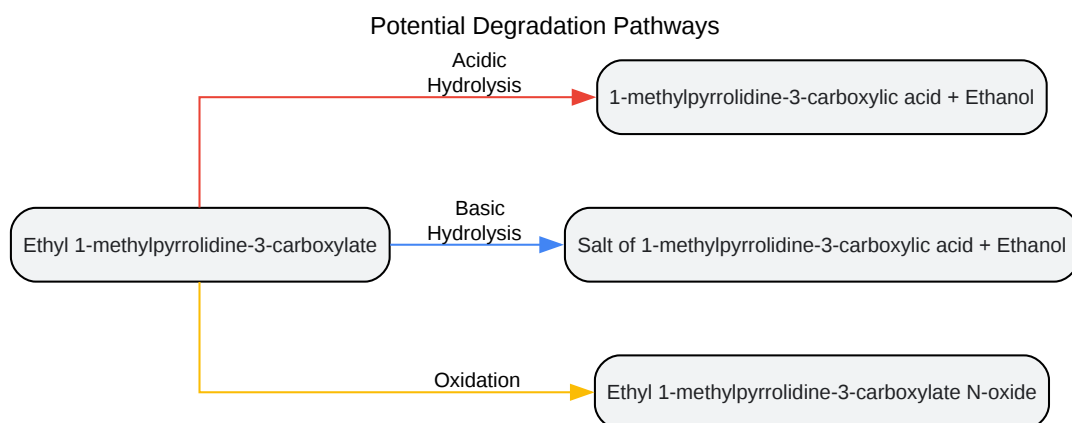 Potential Degradation Pathways
Acidic
Hydrolysis
1-methylpyrrolidine-3-carboxylic acid + Ethanol
Ethyl 1-methylpyrrolidine-3-carboxylate
Basic
Hydrolysis
Salt of 1-methylpyrrolidine-3-carboxylic acid + Ethanol
Oxidation
Ethyl 1-methylpyrrolidine-3-carboxylate N-oxide